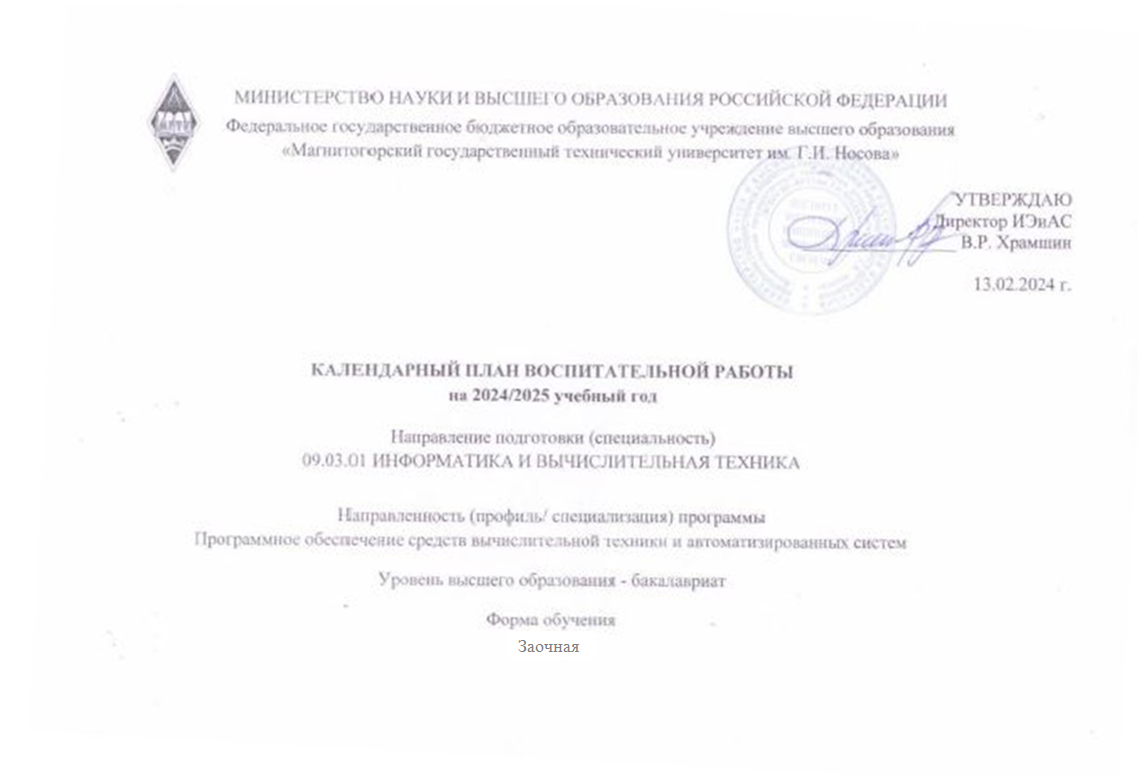 МИНИСТЕРСТВО НАУКИ И ВЫСШЕГО ОБРАЗОВАНИЯ РОССИЙСКОЙ ФЕДЕРАЦИИ
Федеральное государственное бюджетное образовательное учреждение высшего образования
«Магнитогорский государственный технический университет им. Г.И. Носова»
МГТУ
УТВЕРЖДАЮ
Директор ИЭиАС
В.Р. Храмшин
13.02.2024 г.
КАЛЕНДАРНЫЙ ПЛАН ВОСПИТАТЕЛЬНОЙ РАБОТЫ
на 2024/2025 учебный год
Направление подготовки (специальность)
09.03.01 ИНФОРМАТИКА И ВЫЧИСЛИТЕЛЬНАЯ ТЕХНИКА
Направленность (профиль/ специализация) программы
Программное обеспечение средств вычислительной техники и автоматизированных систем
Уровень высшего образования - бакалавриат
Форма обучения
Заочная